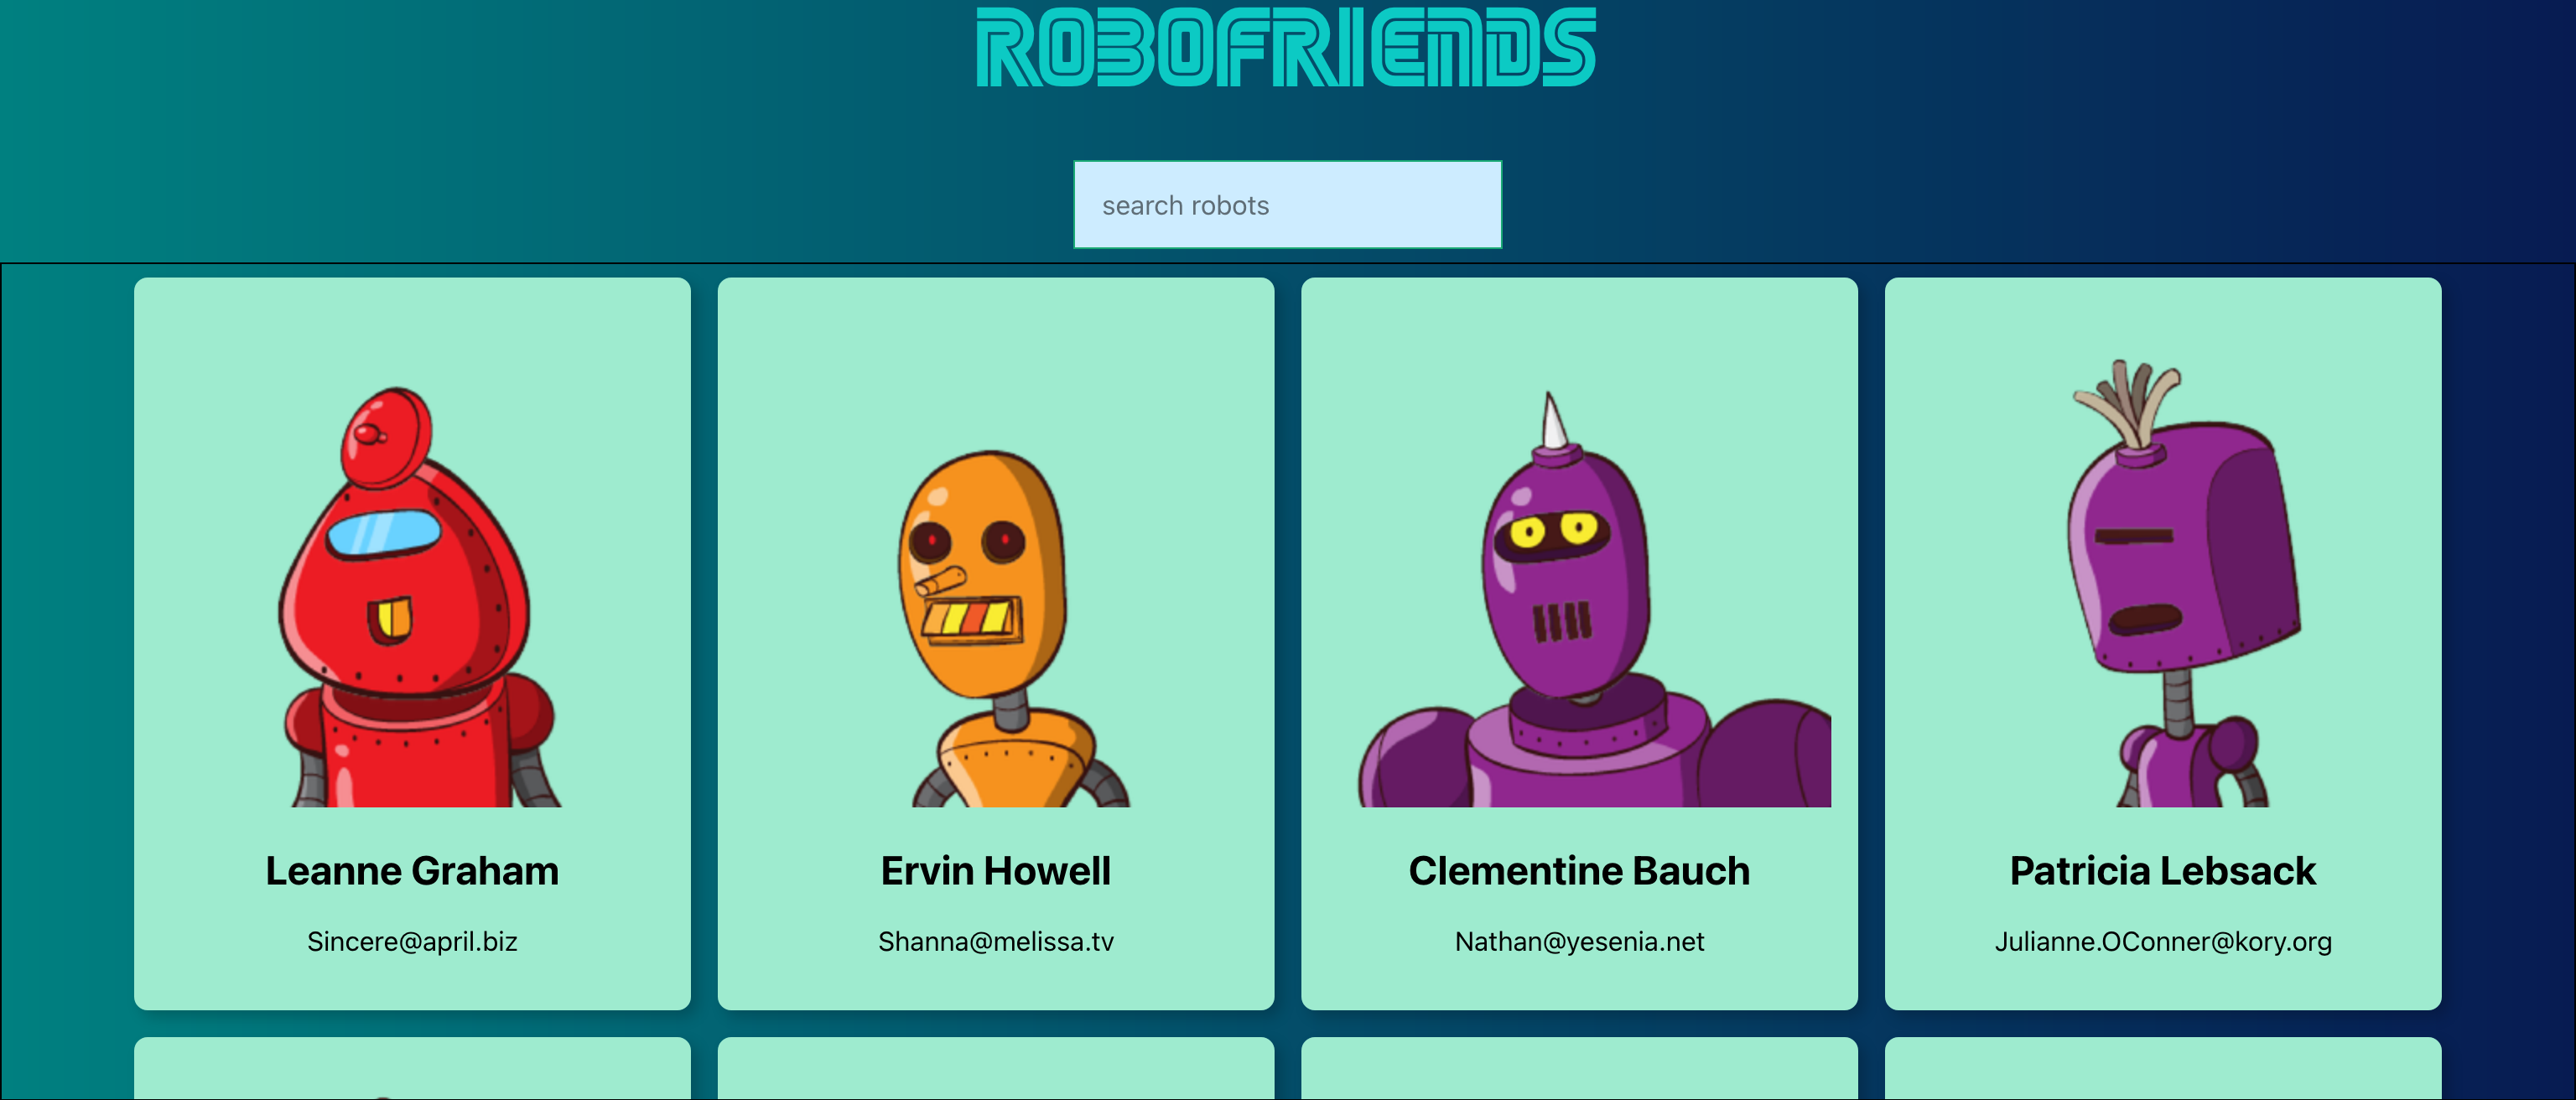 ROBOFRIENDS
search robots
Leanne Graham
Sincere@april.biz
Ervin Howell
Shanna@melissa.tv
Clementine Bauch
Nathan@yesenia.net
Patricia Lebsack
Julianne.OConner@kory.org